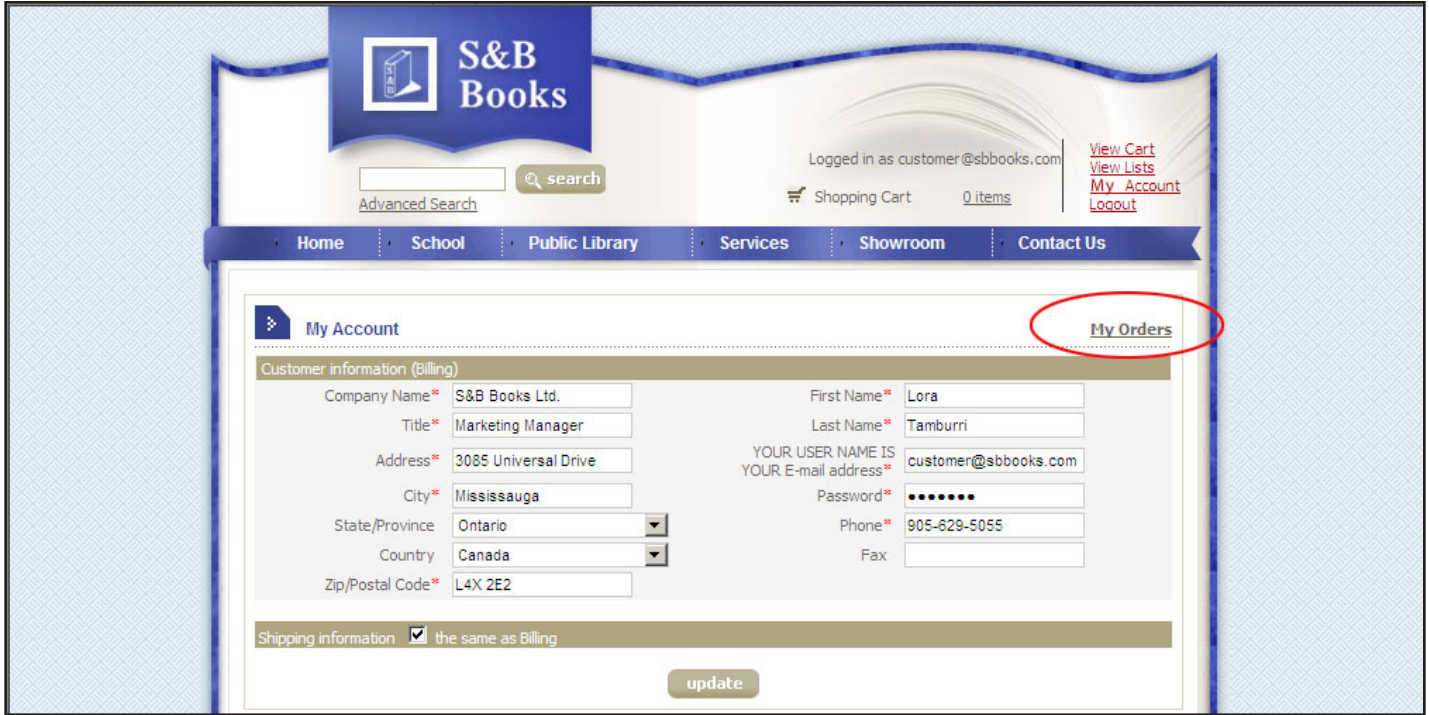 S&B
Books
S&B
Logged in as customer@sbbooks.com
View Cart
View Lists
My Account
Logout
search
Shopping Cart 0 items
Advanced Search
Home School Public Library Services Showroom Contact Us
My Account My Orders
Customer information (Billing)
Company Name* S&B Books Ltd. First Name* Lora
Title* Marketing Manager Last Name* Tamburri
Address* 3085 Universal Drive YOUR USER NAME IS
YOUR E-mail address* customer@sbbooks.com
City* Mississauga Password* •••••••
State/Province Ontario Phone* 905-629-5055
Country Canada Fax
Zip/Postal Code* L4X 2E2
Shipping information the same as Billing
update